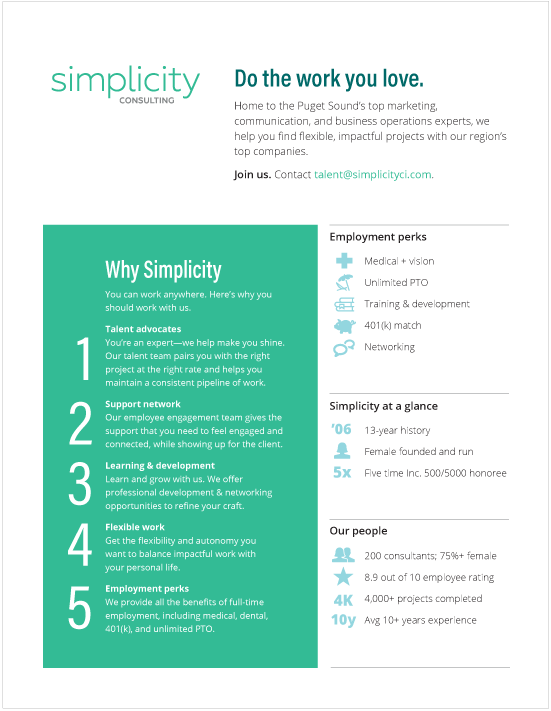 simplicity
CONSULTING
Do the work you love.
Home to the Puget Sound's top marketing,
communication, and business operations experts, we
help you find flexible, impactful projects with our region's
top companies.
Join us. Contact talent@simplicityci.com.
Why Simplicity
You can work anywhere. Here's why you
should work with us.
1
Talent advocates
You're an expert—we help make you shine.
Our talent team pairs you with the right
project at the right rate and helps you
maintain a consistent pipeline of work.
2
Support network
Our employee engagement team gives the
support that you need to feel engaged and
connected, while showing up for the client.
3
Learning & development
Learn and grow with us. We offer
professional development & networking
opportunities to refine your craft.
4
Flexible work
Get the flexibility and autonomy you
want to balance impactful work with
your personal life.
5
Employment perks
We provide all the benefits of full-time
employment, including medical, dental,
401(k), and unlimited PTO.
Employment perks
Medical + vision
Unlimited PTO
Training & development
401(k) match
Networking
Simplicity at a glance
'06 13-year history
Female founded and run
5x Five time Inc. 500/5000 honoree
Our people
200 consultants; 75%+ female
8.9 out of 10 employee rating
4K 4,000+ projects completed
10y Avg 10+ years experience